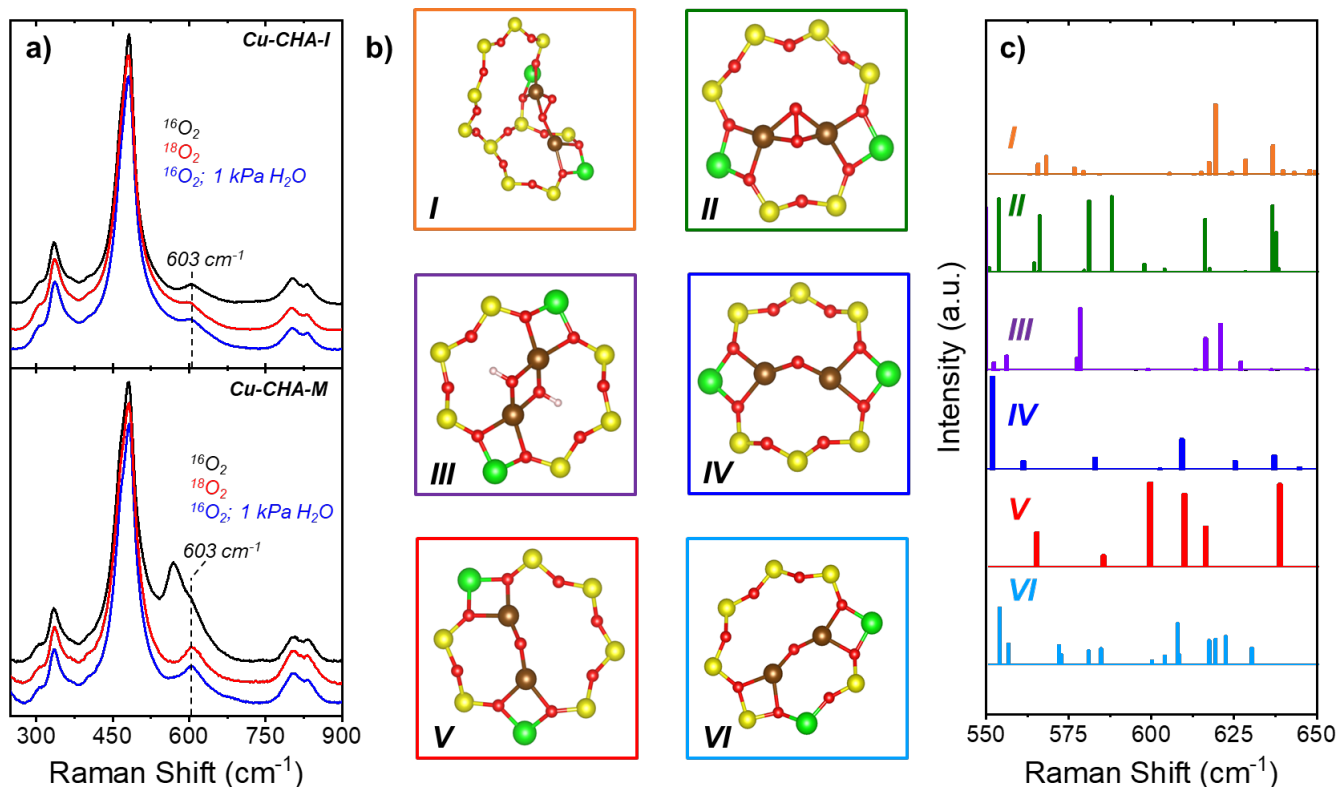 a)
Cu-CHA-I
¹⁶O₂
¹⁸O₂
¹⁶O₂; 1 kPa H₂O
603 cm⁻¹
Cu-CHA-M
¹⁶O₂
¹⁸O₂
¹⁶O₂; 1 kPa H₂O
603 cm⁻¹
300 450 600 750 900
Raman Shift (cm⁻¹)
b)
I
II
III
IV
V
VI
c)
I
II
III
IV
V
VI
Intensity (a.u.)
550 575 600 625 650
Raman Shift (cm⁻¹)